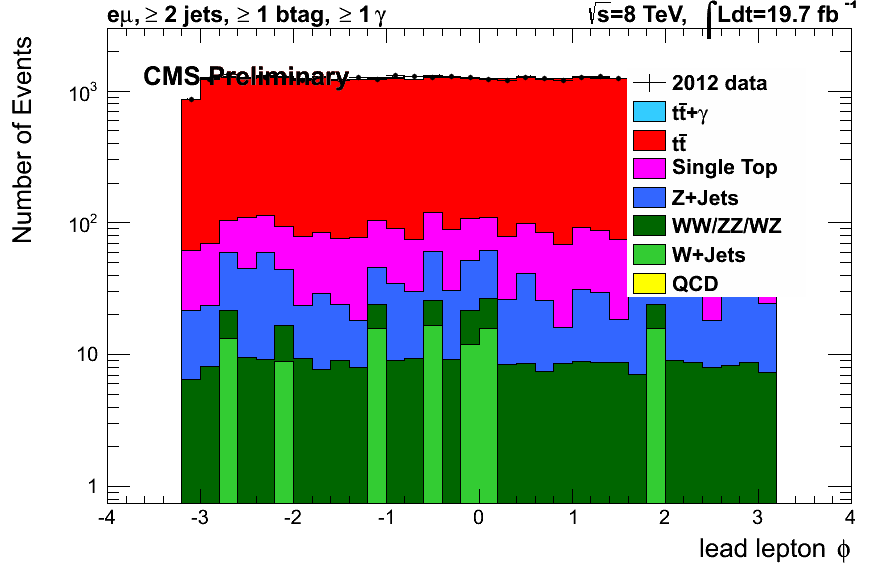 eμ, ≥ 2 jets, ≥ 1 btag, ≥ 1 γ
√s=8 TeV, ∫Ldt=19.7 fb⁻¹
CMS Preliminary
2012 data
tt̄+γ
tt̄
Single Top
Z+Jets
WW/ZZ/WZ
W+Jets
QCD
Number of Events
10³
10²
10
1
-4 -3 -2 -1 0 1 2 3 4
lead lepton ϕ